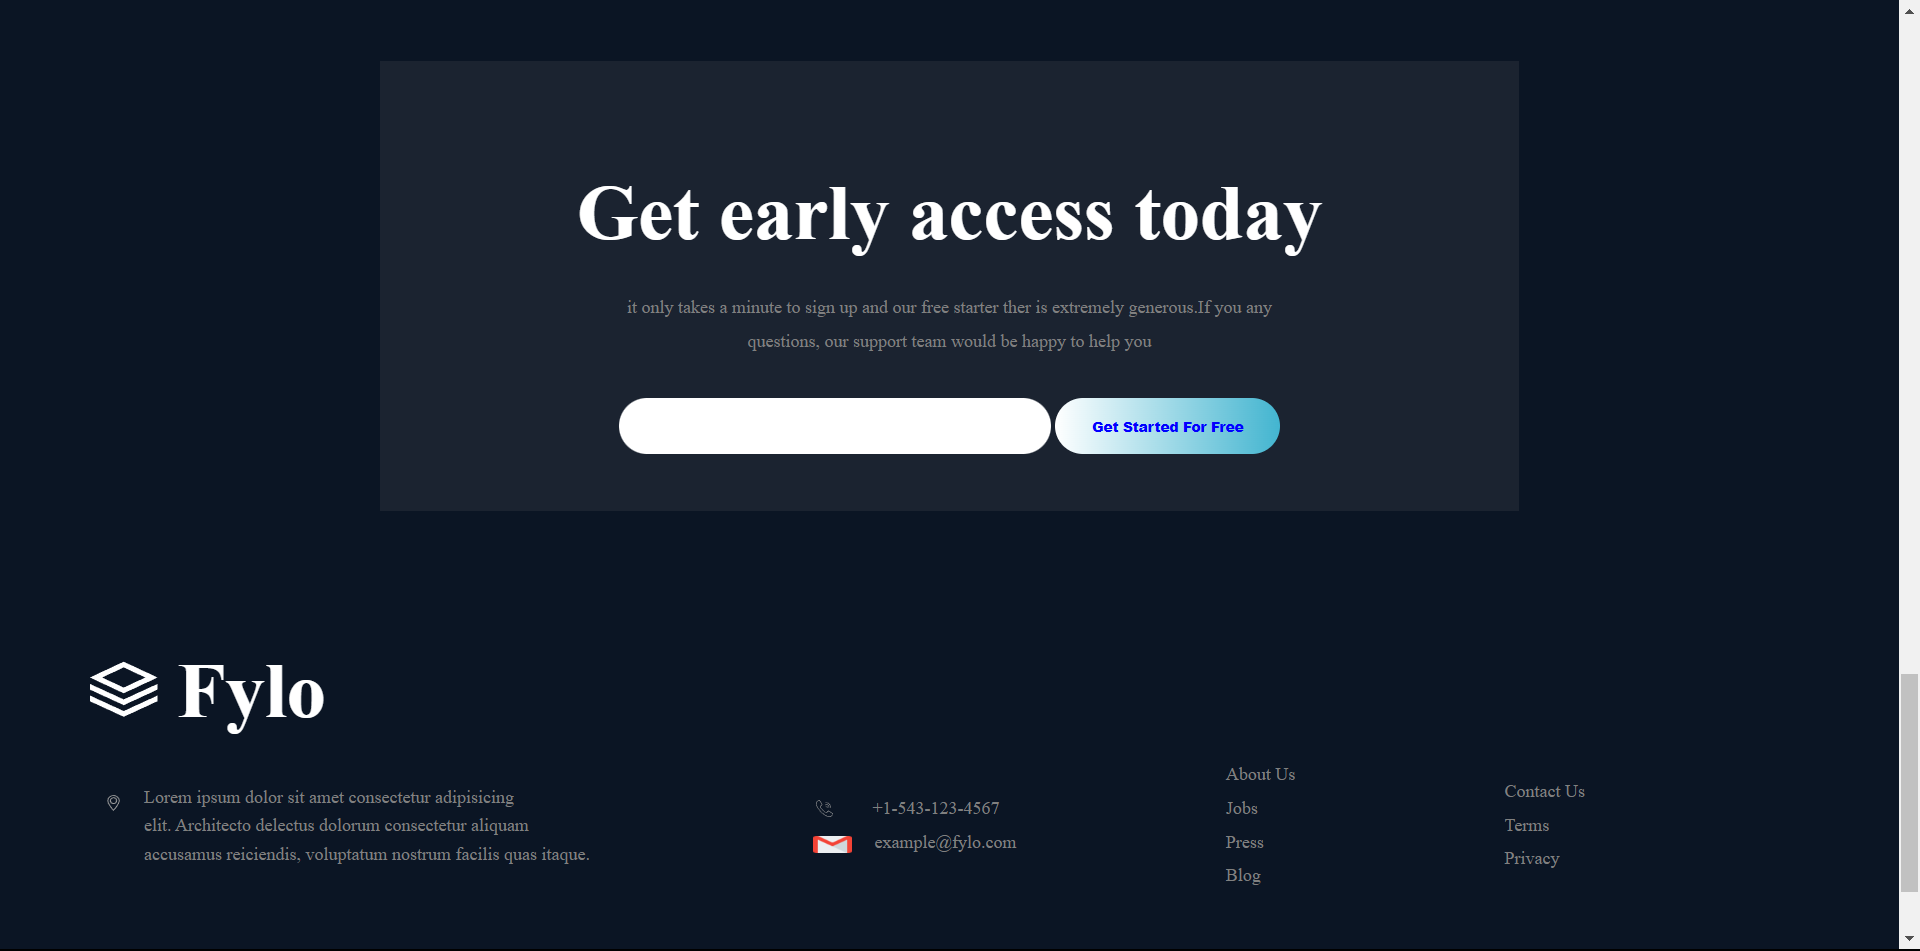 Get early access today
it only takes a minute to sign up and our free starter ther is extremely generous.If you any
questions, our support team would be happy to help you
Get Started For Free
Fylo
Lorem ipsum dolor sit amet consectetur adipisicing
elit. Architecto delectus dolorum consectetur aliquam
accusamus reiciendis, voluptatum nostrum facilis quas itaque.
+1-543-123-4567
example@fylo.com
About Us
Jobs
Press
Blog
Contact Us
Terms
Privacy